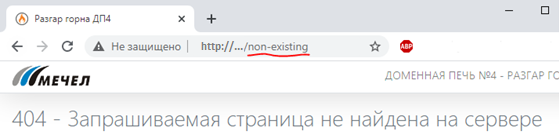 Разгар горна ДП4
Не защищено http://.../non-existing
ABP
МЕЧЕЛ
ДОМЕННАЯ ПЕЧЬ №4 - РАЗГАР ГО
404 - Запрашиваемая страница не найдена на сервере